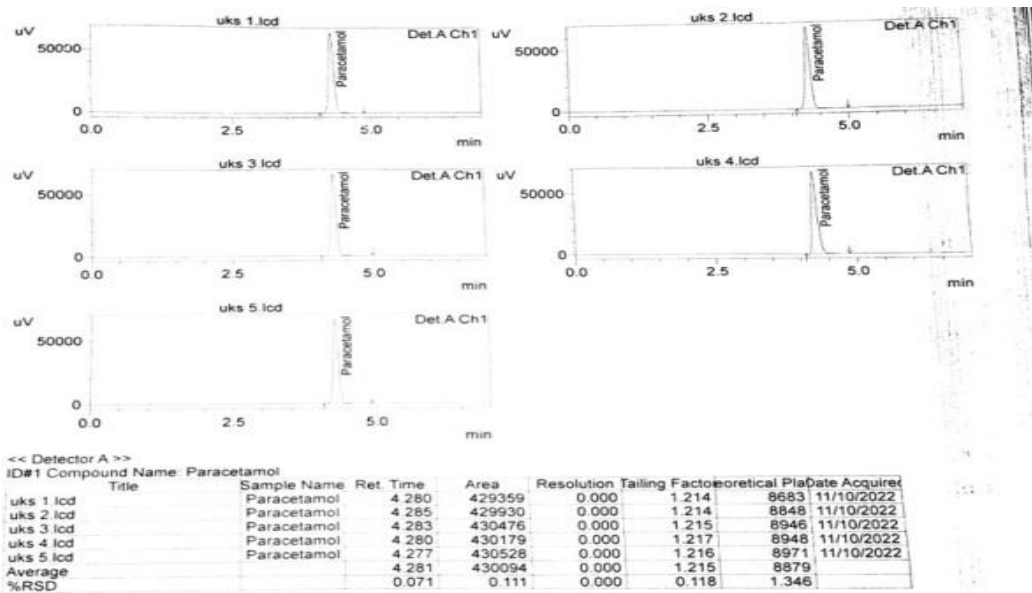 uks 1.lcd
uV Det.A Ch1
50000
Paracetamol
0
0.0 2.5 5.0
min
uks 2.lcd
uV Det.A Ch1
50000
Paracetamol
0
0.0 2.5 5.0
min
uks 3.lcd
uV Det.A Ch1
50000
Paracetamol
0
0.0 2.5 5.0
min
uks 4.lcd
uV Det.A Ch1
50000
Paracetamol
0
0.0 2.5 5.0
min
uks 5.lcd
uV Det.A Ch1
50000
Paracetamol
0
0.0 2.5 5.0
min
<< Detector A >>
ID#1 Compound Name: Paracetamol
Title Sample Name Ret. Time Area Resolution Tailing Facto eoretical Pla Date Acquired
uks 1.lcd Paracetamol 4.280 429359 0.000 1.214 8683 11/10/2022
uks 2.lcd Paracetamol 4.285 429930 0.000 1.214 8848 11/10/2022
uks 3.lcd Paracetamol 4.283 430476 0.000 1.215 8946 11/10/2022
uks 4.lcd Paracetamol 4.280 430179 0.000 1.217 8948 11/10/2022
uks 5.lcd Paracetamol 4.277 430528 0.000 1.216 8971 11/10/2022
Average 4.281 430094 0.000 1.215 8879
%RSD 0.071 0.111 0.000 0.118 1.346